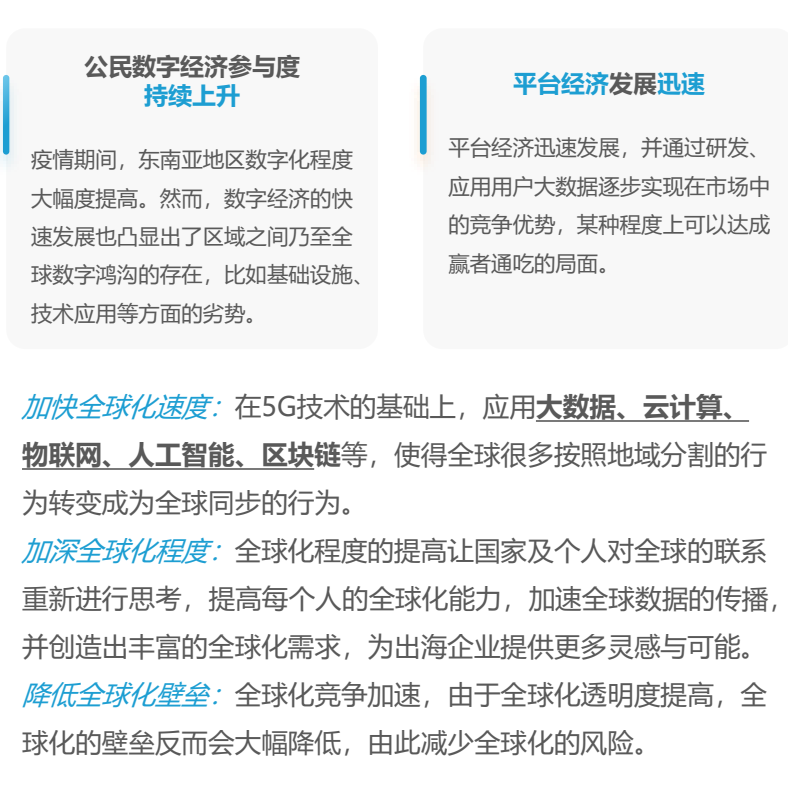 公民数字经济参与度
持续上升
疫情期间，东南亚地区数字化程度
大幅度提高。然而，数字经济的快
速发展也凸显出了区域之间乃至全
球数字鸿沟的存在，比如基础设施、
技术应用等方面的劣势。
平台经济发展迅速
平台经济迅速发展，并通过研发、
应用用户大数据逐步实现在市场中
的竞争优势，某种程度上可以达成
赢者通吃的局面。
加快全球化速度：在5G技术的基础上，应用大数据、云计算、
物联网、人工智能、区块链等，使得全球很多按照地域分割的行
为转变成为全球同步的行为。
加深全球化程度：全球化程度的提高让国家及个人对全球的联系
重新进行思考，提高每个人的全球化能力，加速全球数据的传播，
并创造出丰富的全球化需求，为出海企业提供更多灵感与可能。
降低全球化壁垒：全球化竞争加速，由于全球化透明度提高，全
球化的壁垒反而会大幅降低，由此减少全球化的风险。